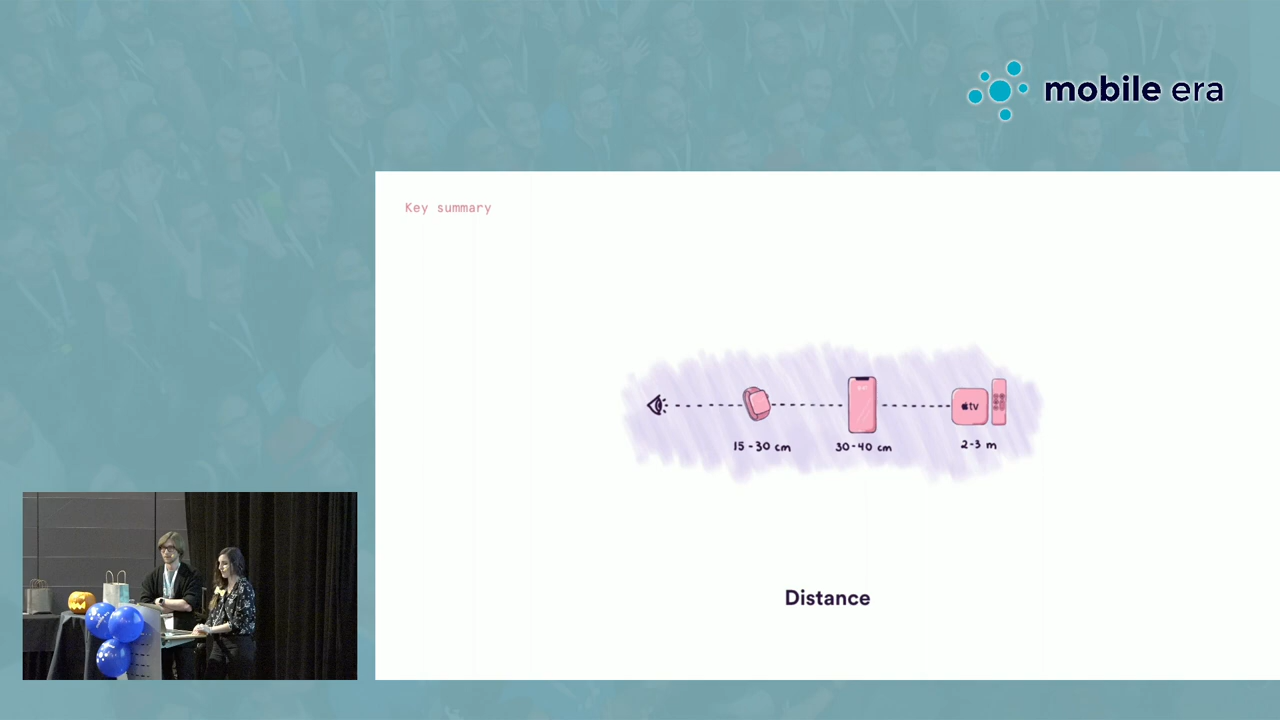 mobile era
Key summary
tv
15-30 cm
30-40 cm
2-3 m
Distance